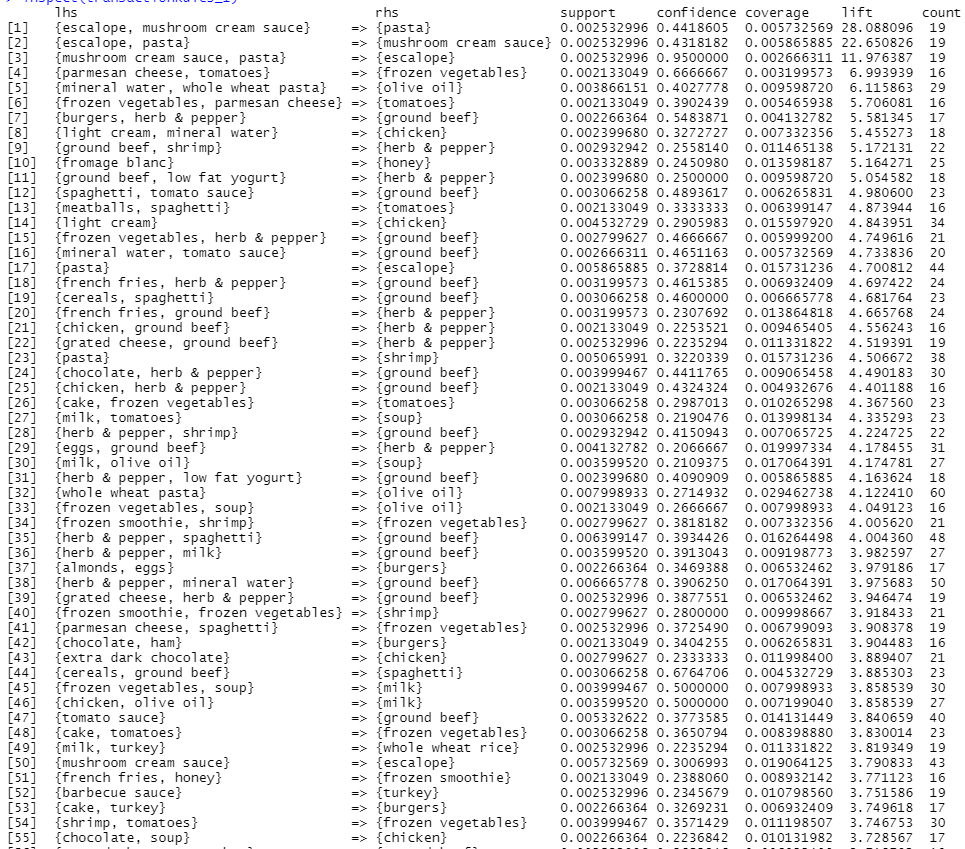 > inspect(transactionRules_1)
lhs rhs support confidence coverage lift count
[1] {escalope, mushroom cream sauce} => {pasta} 0.002532996 0.4418605 0.005732569 28.088096 19
[2] {escalope, pasta} => {mushroom cream sauce} 0.002532996 0.4318182 0.005865885 22.650826 19
[3] {mushroom cream sauce, pasta} => {escalope} 0.002532996 0.9500000 0.002666311 11.976387 19
[4] {parmesan cheese, tomatoes} => {frozen vegetables} 0.002133049 0.6666667 0.003199573 6.993939 16
[5] {mineral water, whole wheat pasta} => {olive oil} 0.003866151 0.4027778 0.009598720 6.115863 29
[6] {frozen vegetables, parmesan cheese} => {tomatoes} 0.002133049 0.3902439 0.005465938 5.706081 16
[7] {burgers, herb & pepper} => {ground beef} 0.002266364 0.5483871 0.004132782 5.581345 17
[8] {light cream, mineral water} => {chicken} 0.002399680 0.3272727 0.007332356 5.455273 18
[9] {ground beef, shrimp} => {herb & pepper} 0.002932942 0.2558140 0.011465138 5.172131 22
[10] {fromage blanc} => {honey} 0.003332889 0.2450980 0.013598187 5.164271 25
[11] {ground beef, low fat yogurt} => {herb & pepper} 0.002399680 0.2500000 0.009598720 5.054582 18
[12] {spaghetti, tomato sauce} => {ground beef} 0.003066258 0.4893617 0.006265831 4.980600 23
[13] {meatballs, spaghetti} => {tomatoes} 0.002133049 0.3333333 0.006399147 4.873944 16
[14] {light cream} => {chicken} 0.004532729 0.2905983 0.015597920 4.843951 34
[15] {frozen vegetables, herb & pepper} => {ground beef} 0.002799627 0.4666667 0.005999200 4.749616 21
[16] {mineral water, tomato sauce} => {ground beef} 0.002666311 0.4651163 0.005732569 4.733836 20
[17] {pasta} => {escalope} 0.005865885 0.3728814 0.015731236 4.700812 44
[18] {french fries, herb & pepper} => {ground beef} 0.003199573 0.4615385 0.006932409 4.697422 24
[19] {cereals, spaghetti} => {ground beef} 0.003066258 0.4600000 0.006665778 4.681764 23
[20] {french fries, ground beef} => {herb & pepper} 0.003199573 0.2307692 0.013864818 4.665768 24
[21] {chicken, ground beef} => {herb & pepper} 0.002133049 0.2253521 0.009465405 4.556243 16
[22] {grated cheese, ground beef} => {herb & pepper} 0.002532996 0.2235294 0.011331822 4.519391 19
[23] {pasta} => {shrimp} 0.005065991 0.3220339 0.015731236 4.506672 38
[24] {chocolate, herb & pepper} => {ground beef} 0.003999467 0.4411765 0.009065458 4.490183 30
[25] {chicken, herb & pepper} => {ground beef} 0.002133049 0.4324324 0.004932676 4.401188 16
[26] {cake, frozen vegetables} => {tomatoes} 0.003066258 0.2987013 0.010265298 4.367560 23
[27] {milk, tomatoes} => {soup} 0.003066258 0.2190476 0.013998134 4.335293 23
[28] {herb & pepper, shrimp} => {ground beef} 0.002932942 0.4150943 0.007065725 4.224725 22
[29] {eggs, ground beef} => {herb & pepper} 0.004132782 0.2066667 0.019997334 4.178455 31
[30] {milk, olive oil} => {soup} 0.003599520 0.2109375 0.017064391 4.174781 27
[31] {herb & pepper, low fat yogurt} => {ground beef} 0.002399680 0.4090909 0.005865885 4.163624 18
[32] {whole wheat pasta} => {olive oil} 0.007998933 0.2714932 0.029462738 4.122410 60
[33] {frozen vegetables, soup} => {olive oil} 0.002133049 0.2666667 0.007998933 4.049123 16
[34] {frozen smoothie, shrimp} => {frozen vegetables} 0.002799627 0.3818182 0.007332356 4.005620 21
[35] {herb & pepper, spaghetti} => {ground beef} 0.006399147 0.3934426 0.016264498 4.004360 48
[36] {herb & pepper, milk} => {ground beef} 0.003599520 0.3913043 0.009198773 3.982597 27
[37] {almonds, eggs} => {burgers} 0.002266364 0.3469388 0.006532462 3.979186 17
[38] {herb & pepper, mineral water} => {ground beef} 0.006665778 0.3906250 0.017064391 3.975683 50
[39] {grated cheese, herb & pepper} => {ground beef} 0.002532996 0.3877551 0.006532462 3.946474 19
[40] {frozen smoothie, frozen vegetables} => {shrimp} 0.002799627 0.2800000 0.009998667 3.918433 21
[41] {parmesan cheese, spaghetti} => {frozen vegetables} 0.002532996 0.3725490 0.006799093 3.908378 19
[42] {chocolate, ham} => {burgers} 0.002133049 0.3404255 0.006265831 3.904483 16
[43] {extra dark chocolate} => {chicken} 0.002799627 0.2333333 0.011998400 3.889407 21
[44] {cereals, ground beef} => {spaghetti} 0.003066258 0.6764706 0.004532729 3.885303 23
[45] {frozen vegetables, soup} => {milk} 0.003999467 0.5000000 0.007998933 3.858539 30
[46] {chicken, olive oil} => {milk} 0.003599520 0.5000000 0.007199040 3.858539 27
[47] {tomato sauce} => {ground beef} 0.005332622 0.3773585 0.014131449 3.840659 40
[48] {cake, tomatoes} => {frozen vegetables} 0.003066258 0.3650794 0.008398880 3.830014 23
[49] {milk, turkey} => {whole wheat rice} 0.002532996 0.2235294 0.011331822 3.819349 19
[50] {mushroom cream sauce} => {escalope} 0.005732569 0.3006993 0.019064125 3.790833 43
[51] {french fries, honey} => {frozen smoothie} 0.002133049 0.2388060 0.008932142 3.771123 16
[52] {barbecue sauce} => {turkey} 0.002532996 0.2345679 0.010798560 3.751586 19
[53] {cake, turkey} => {burgers} 0.002266364 0.3269231 0.006932409 3.749618 17
[54] {shrimp, tomatoes} => {frozen vegetables} 0.003999467 0.3571429 0.011198507 3.746753 30
[55] {chocolate, soup} => {chicken} 0.002266364 0.2236842 0.010131982 3.728567 17